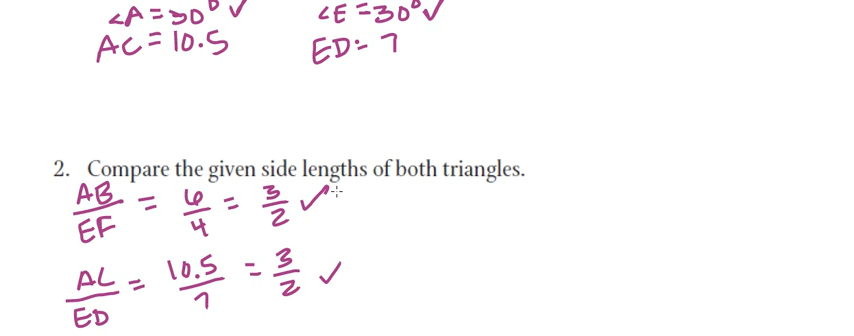 ∠A = 30° ✓ ∠E = 30° ✓
AC = 10.5 ED = 7
2. Compare the given side lengths of both triangles.
AB/EF = 6/4 = 3/2 ✓
AC/ED = 10.5/7 = 3/2 ✓